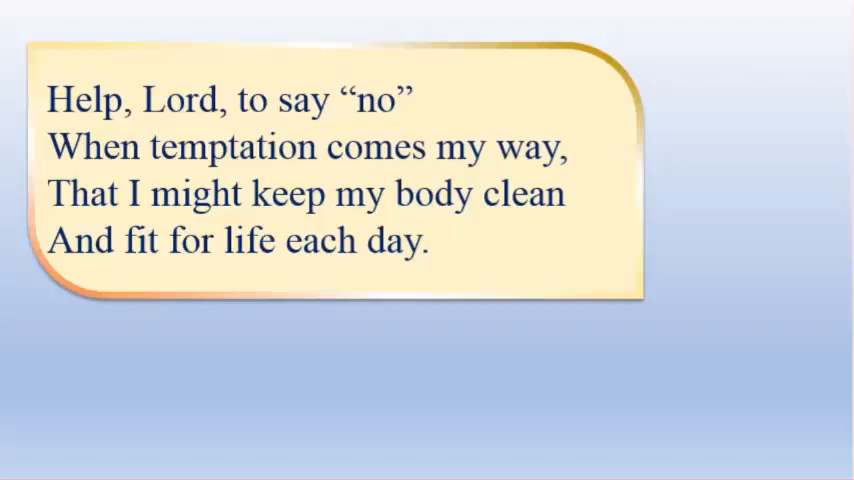 Help, Lord, to say “no”
When temptation comes my way,
That I might keep my body clean
And fit for life each day.